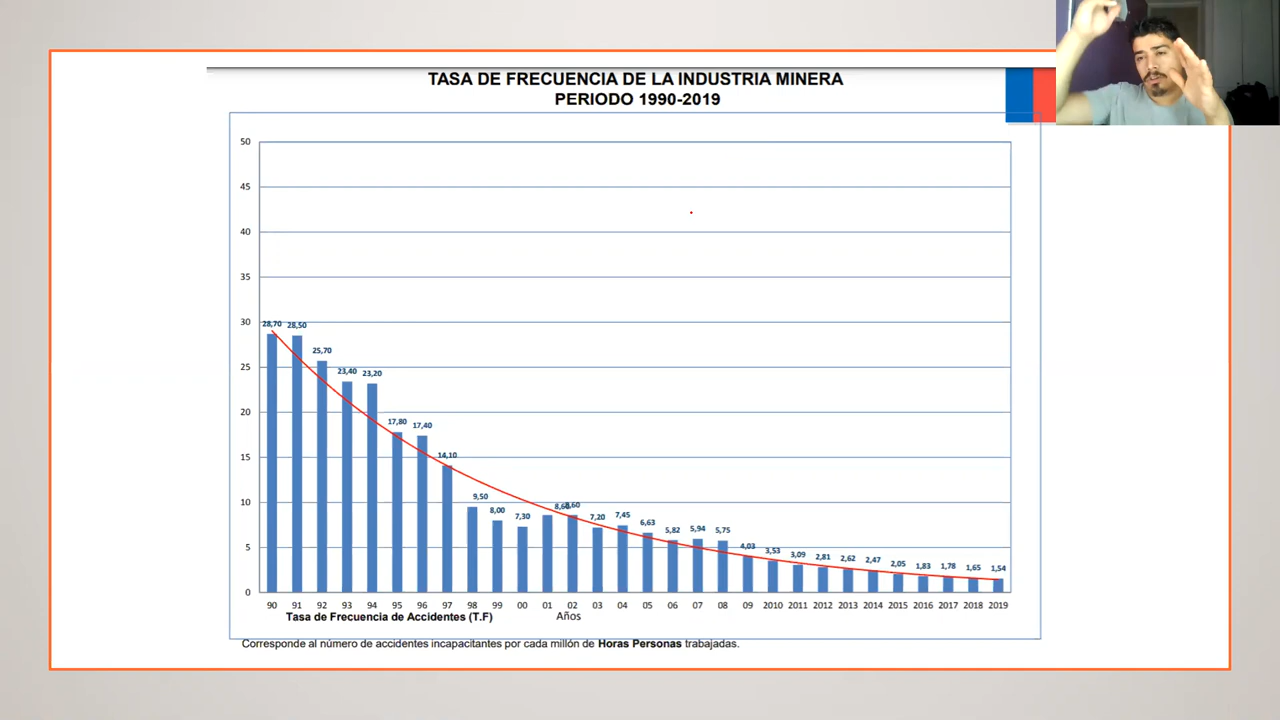 TASA DE FRECUENCIA DE LA INDUSTRIA MINERA
PERIODO 1990-2019
50
45
40
35
30
25
20
15
10
5
0
28,70 28,50 25,70 23,40 23,20 17,80 17,40 14,10 9,50 8,00 7,30 8,60 8,60 7,20 7,45 6,63 5,82 5,94 5,75 4,03 3,53 3,09 2,81 2,62 2,47 2,05 1,83 1,78 1,65 1,54
90 91 92 93 94 95 96 97 98 99 00 01 02 03 04 05 06 07 08 09 2010 2011 2012 2013 2014 2015 2016 2017 2018 2019
Tasa de Frecuencia de Accidentes (T.F) Años
Corresponde al número de accidentes incapacitantes por cada millón de Horas Personas trabajadas.